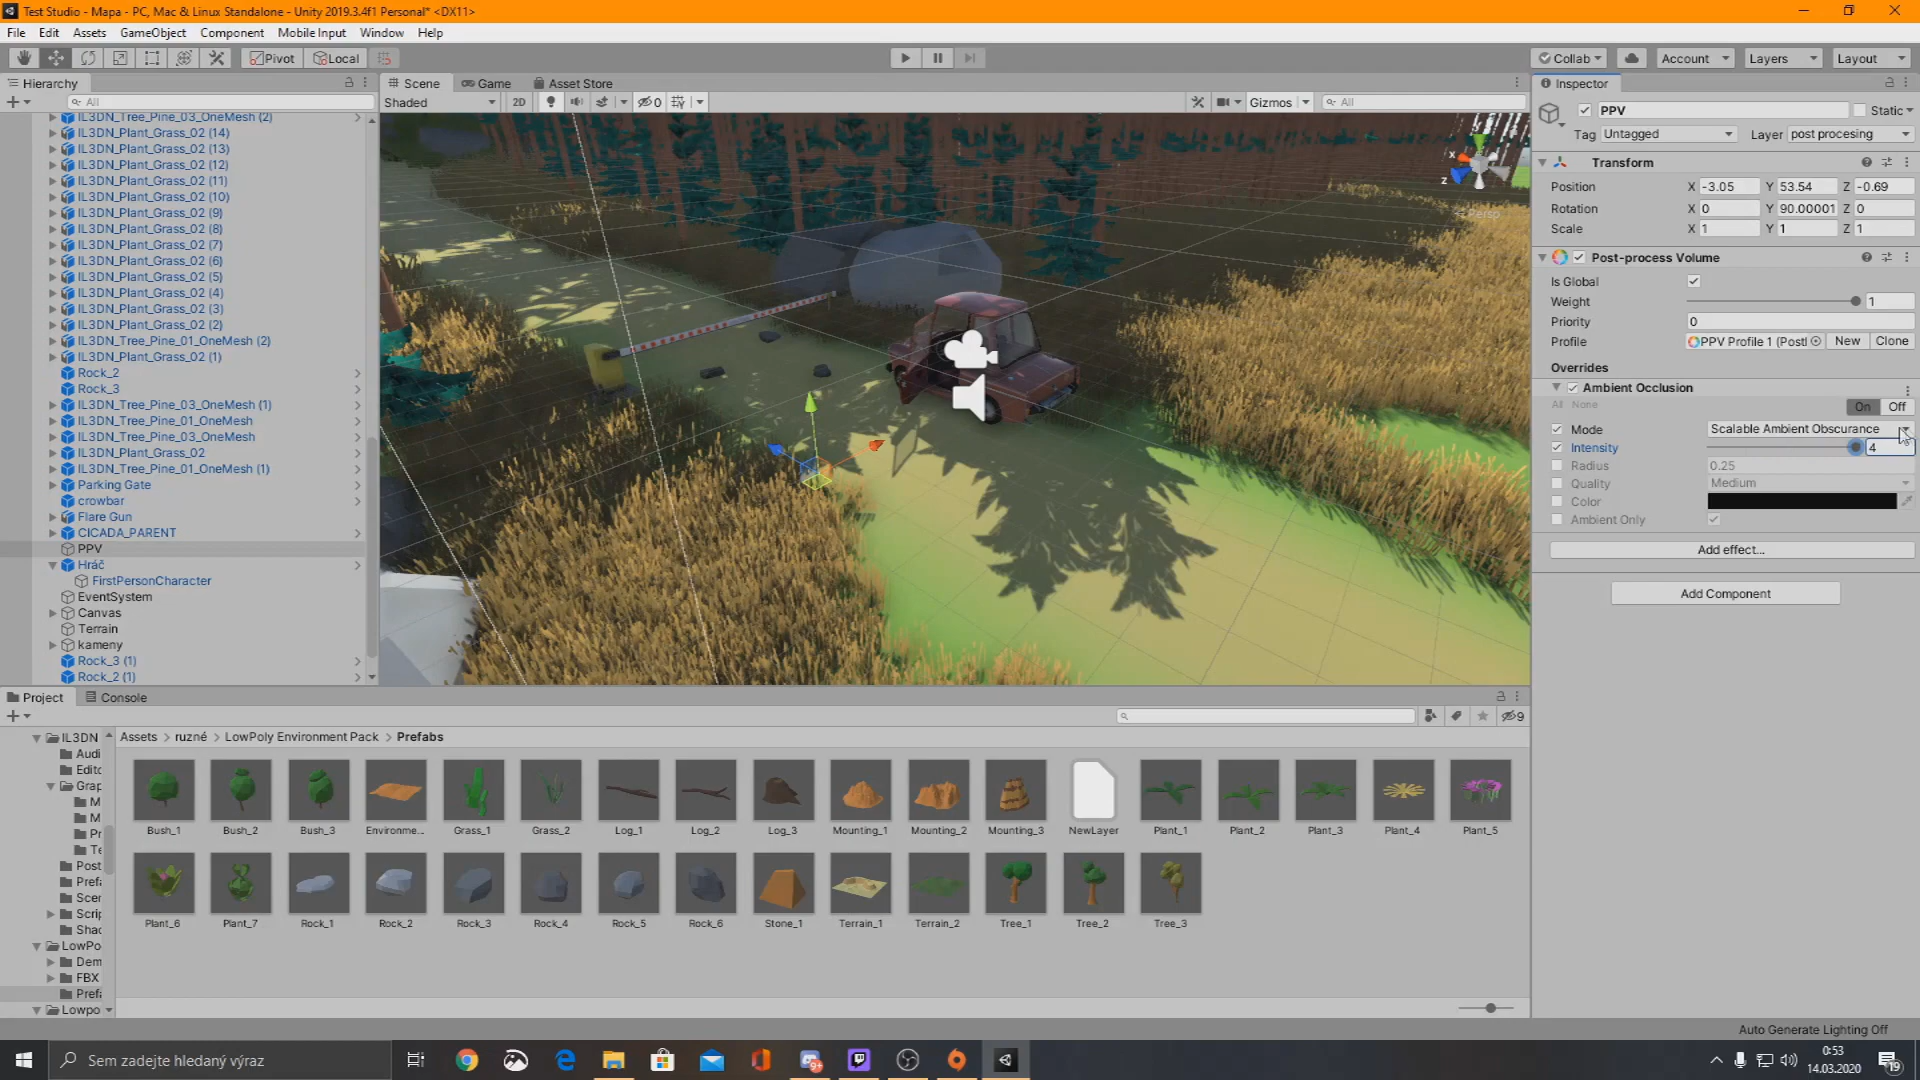 Test Studio - Mapa - PC, Mac & Linux Standalone - Unity 2019.3.4f1 Personal* <DX11>
File Edit Assets GameObject Component Mobile Input Window Help
Pivot Local Collab Account Layers Layout
Hierarchy
All
IL3DN_Tree_Pine_03_OneMesh (2)
IL3DN_Plant_Grass_02 (14)
IL3DN_Plant_Grass_02 (13)
IL3DN_Plant_Grass_02 (12)
IL3DN_Plant_Grass_02 (11)
IL3DN_Plant_Grass_02 (10)
IL3DN_Plant_Grass_02 (9)
IL3DN_Plant_Grass_02 (8)
IL3DN_Plant_Grass_02 (7)
IL3DN_Plant_Grass_02 (6)
IL3DN_Plant_Grass_02 (5)
IL3DN_Plant_Grass_02 (4)
IL3DN_Plant_Grass_02 (3)
IL3DN_Plant_Grass_02 (2)
IL3DN_Tree_Pine_01_OneMesh (2)
IL3DN_Plant_Grass_02 (1)
Rock_2
Rock_3
IL3DN_Tree_Pine_03_OneMesh (1)
IL3DN_Tree_Pine_01_OneMesh
IL3DN_Tree_Pine_03_OneMesh
IL3DN_Plant_Grass_02
IL3DN_Tree_Pine_01_OneMesh (1)
Parking Gate
crowbar
Flare Gun
CICADA_PARENT
PPV
Hráč
FirstPersonCharacter
EventSystem
Canvas
Terrain
kameny
Rock_3 (1)
Rock_2 (1)
Scene Game Asset Store
Shaded 2D 0 Gizmos All
x
z
Persp
Inspector
PPV Static
Tag Untagged Layer post procesing
Transform
Position X -3.05 Y 53.54 Z -0.69
Rotation X 0 Y 90.00001 Z 0
Scale X 1 Y 1 Z 1
Post-process Volume
Is Global
Weight 1
Priority 0
Profile PPV Profile 1 (Postl New Clone
Overrides
Ambient Occlusion
All None On Off
Mode Scalable Ambient Obscurance
Intensity 4
Radius 0.25
Quality Medium
Color
Ambient Only
Add effect...
Add Component
Project Console
9
IL3DN
Audi
Edito
Grap
M
M
Pr
Te
Post
Prefa
Scen
Scrip
Shad
LowPo
Dem
FBX
Prefa
Lowpo
Assets > ruzné > LowPoly Environment Pack > Prefabs
Bush_1 Bush_2 Bush_3 Environme... Grass_1 Grass_2 Log_1 Log_2 Log_3 Mounting_1 Mounting_2 Mounting_3 NewLayer Plant_1 Plant_2 Plant_3 Plant_4 Plant_5
Plant_6 Plant_7 Rock_1 Rock_2 Rock_3 Rock_4 Rock_5 Rock_6 Stone_1 Terrain_1 Terrain_2 Tree_1 Tree_2 Tree_3
Auto Generate Lighting Off
Sem zadejte hledaný výraz
9+
0:53
14.03.2020
19